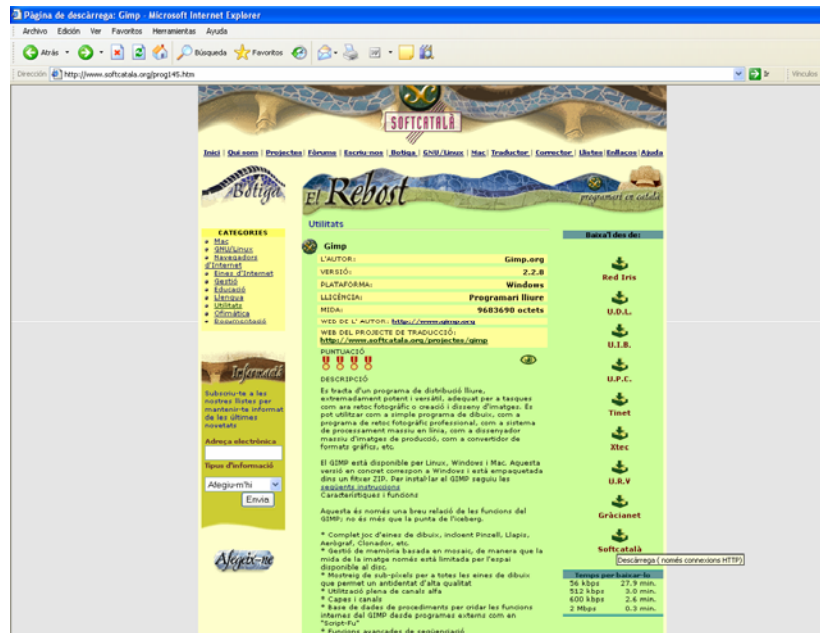 Pàgina de descàrrega: Gimp - Microsoft Internet Explorer
Archivo Edición Ver Favoritos Herramientas Ayuda
Atrás Búsqueda Favoritos
Dirección http://www.softcatala.org/prog145.htm Ir Vínculos
SOFTCATALÀ
Inici | Qui som | Projectes | Fòrums | Escriu-nos | Botiga | GNU/Linux | Mac | Traductor | Corrector | Llistes | Enllaços | Ajuda
Botiga
El Rebost
programari en català
CATEGORIES
Mac
GNU/Linux
Navegadors
d'Internet
Eines d'Internet
Gestió
Educació
Llengua
Utilitats
Ofimàtica
Documentació
Informació
Subscriu-te a les
nostres llistes per
mantenir-te informat
de les últimes
novetats
Adreça electrònica
Tipus d'informació
Afegiu-m'hi
Envia
Afegeix-ne
Utilitats
Gimp
L'AUTOR: Gimp.org
VERSIÓ: 2.2.8
PLATAFORMA: Windows
LLICÈNCIA: Programari lliure
MIDA: 9683690 octets
WEB DE L' AUTOR: http://www.gimp.org
WEB DEL PROJECTE DE TRADUCCIÓ:
http://www.softcatala.org/projectes/gimp
PUNTUACIÓ
DESCRIPCIÓ
Es tracta d'un programa de distribució lliure,
extremadament potent i versàtil, adequat per a tasques
com ara retoc fotogràfic o creació i disseny d'imatges. Es
pot utilitzar com a simple programa de dibuix, com a
programa de retoc fotogràfic professional, com a sistema
de processament massiu en línia, com a dissenyador
massiu d'imatges de producció, com a convertidor de
formats gràfics, etc.
El GIMP està disponible per Linux, Windows i Mac. Aquesta
versió en concret correspon a Windows i està empaquetada
dins un fitxer ZIP. Per instal·lar el GIMP seguiu les
següents instruccions
Característiques i funcions
Aquesta és només una breu relació de les funcions del
GIMP; no és més que la punta de l'iceberg.
* Complet joc d'eines de dibuix, incloent Pinzell, Llapis,
Aerògraf, Clonador, etc.
* Gestió de memòria basada en mosaic, de manera que la
mida de la imatge només està limitada per l'espai
disponible al disc.
* Mostreig de sub-píxels per a totes les eines de dibuix
que permet un antidentat d'alta qualitat
* Utilització plena de canals alfa
* Capes i canals
* Base de dades de procediments per cridar les funcions
internes del GIMP desde programes externs com en
"Script-Fu"
* Funcions avançades de seqüenciació
Baixa'l des de:
Red Iris
U.D.L.
U.I.B.
U.P.C.
Tinet
Xtec
U.R.V
Gràcianet
Softcatalà
Descàrrega ( només connexions HTTP)
Temps per baixar-lo
56 kbps 27.9 min.
512 kbps 3.0 min.
600 kbps 2.6 min.
2 Mbps 0.3 min.